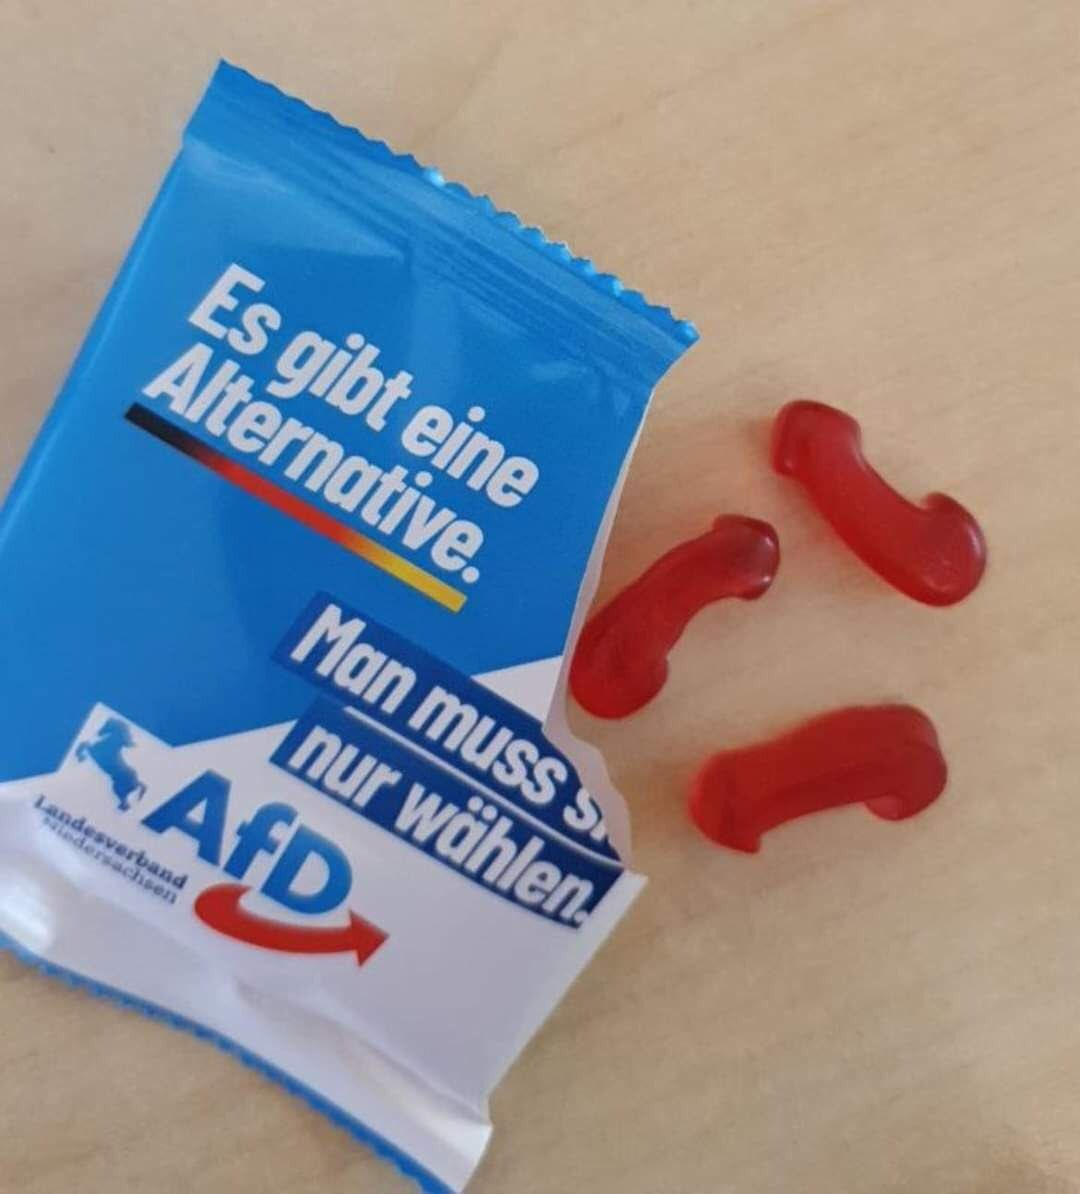 Es gibt eine
Alternative.
Man muss s
nur wählen.
AfD
Landesverband
Niedersachsen